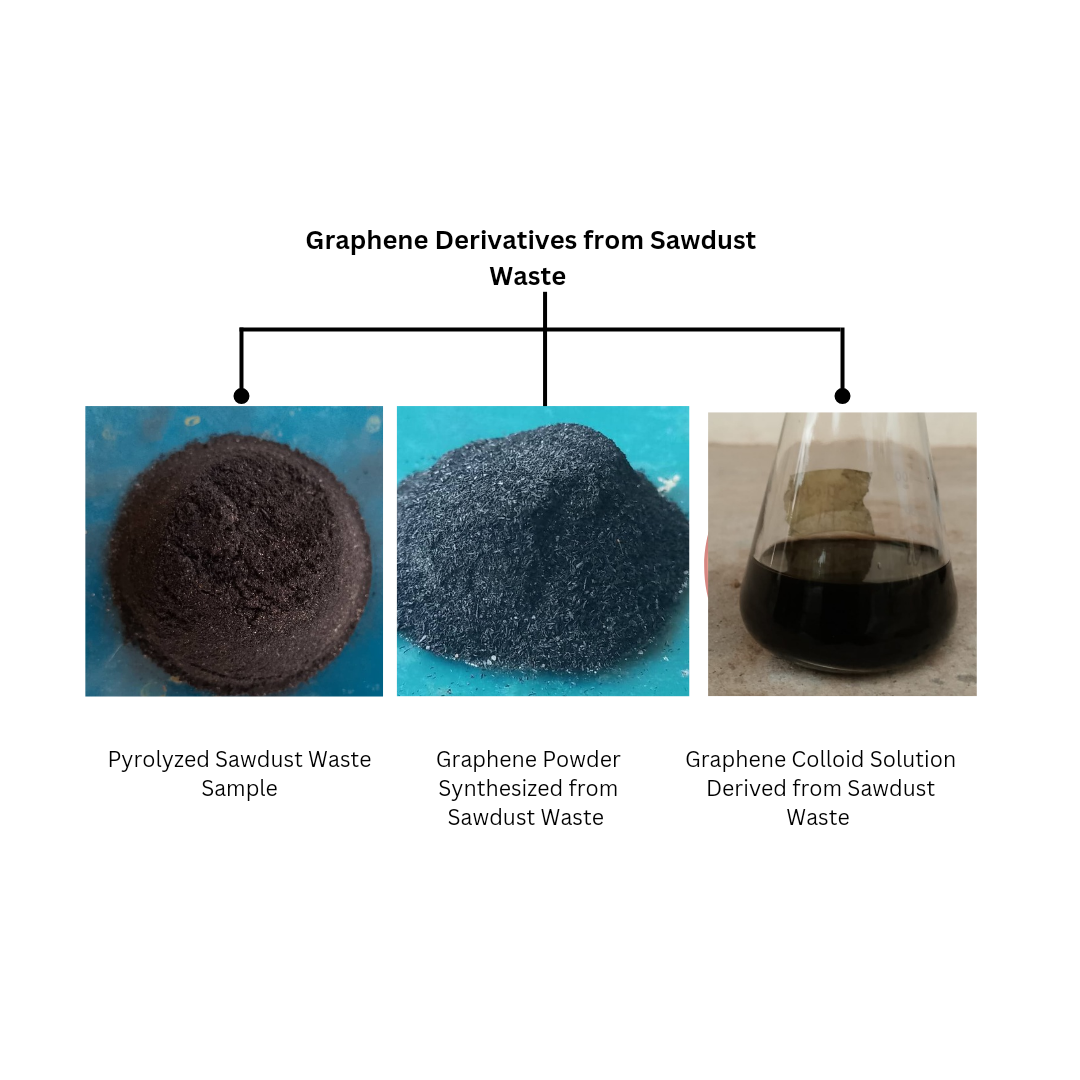 Graphene Derivatives from Sawdust
Waste
Pyrolyzed Sawdust Waste
Sample
Graphene Powder
Synthesized from
Sawdust Waste
Graphene Colloid Solution
Derived from Sawdust
Waste